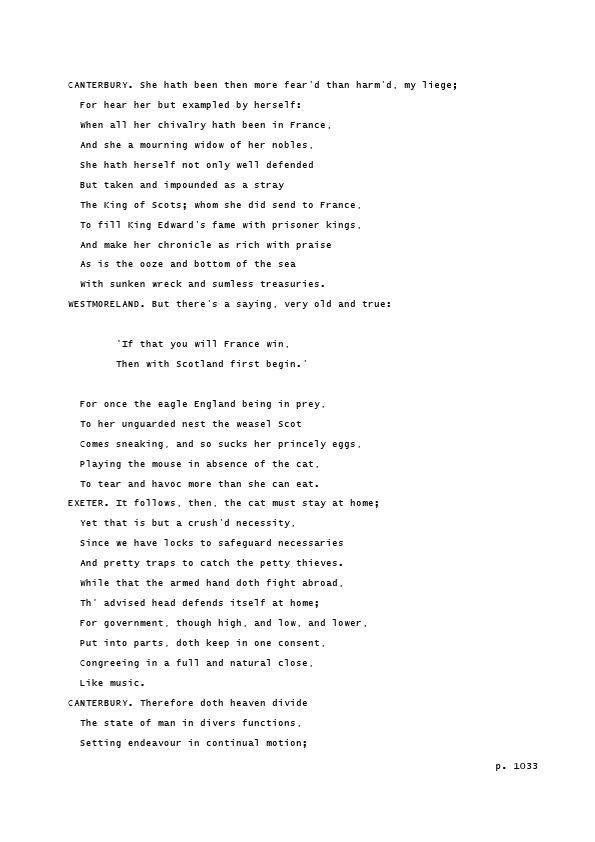 CANTERBURY. She hath been then more fear'd than harm'd, my liege;
For hear her but exampled by herself:
When all her chivalry hath been in France,
And she a mourning widow of her nobles,
She hath herself not only well defended
But taken and impounded as a stray
The King of Scots; whom she did send to France,
To fill King Edward's fame with prisoner kings,
And make her chronicle as rich with praise
As is the ooze and bottom of the sea
With sunken wreck and sumless treasuries.
WESTMORELAND. But there's a saying, very old and true:
'If that you will France win,
Then with Scotland first begin.'
For once the eagle England being in prey,
To her unguarded nest the weasel Scot
Comes sneaking, and so sucks her princely eggs,
Playing the mouse in absence of the cat,
To tear and havoc more than she can eat.
EXETER. It follows, then, the cat must stay at home;
Yet that is but a crush'd necessity,
Since we have locks to safeguard necessaries
And pretty traps to catch the petty thieves.
While that the armed hand doth fight abroad,
Th' advised head defends itself at home;
For government, though high, and low, and lower,
Put into parts, doth keep in one consent,
Congreeing in a full and natural close,
Like music.
CANTERBURY. Therefore doth heaven divide
The state of man in divers functions,
Setting endeavour in continual motion;
p. 1033